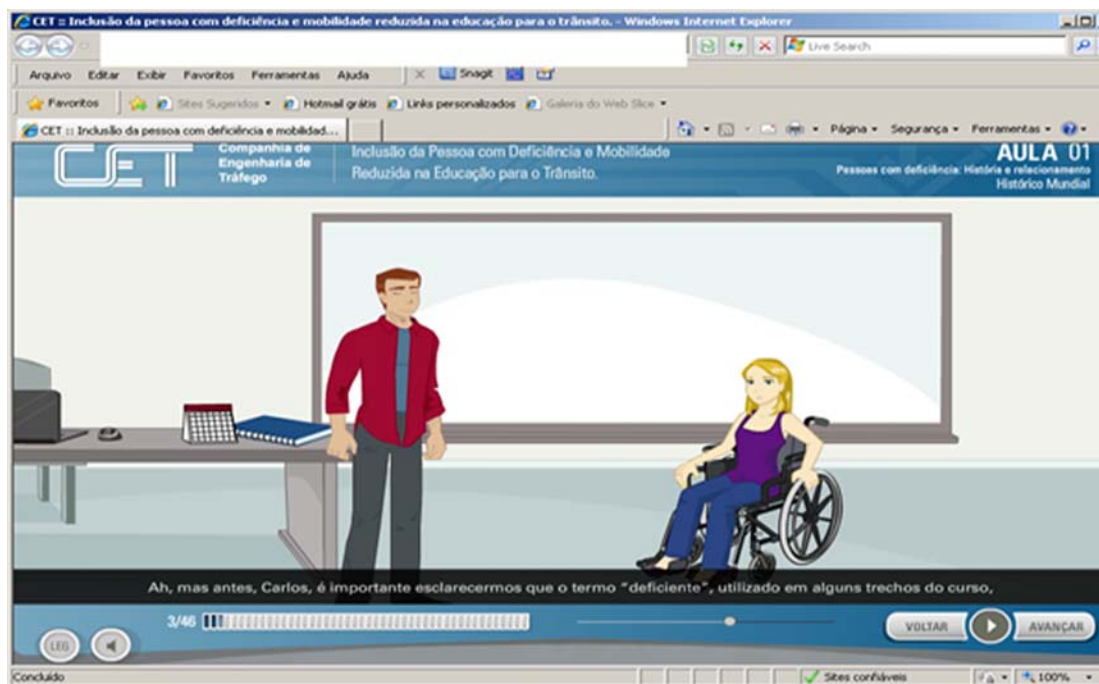 CET :: Inclusão da pessoa com deficiência e mobilidade reduzida na educação para o trânsito. - Windows Internet Explorer
Live Search
Arquivo Editar Exibir Favoritos Ferramentas Ajuda Snagit
Favoritos Sites Sugeridos Hotmail grátis Links personalizados Galeria do Web Slice
CET :: Inclusão da pessoa com deficiência e mobilidad... Página Segurança Ferramentas
CET
Companhia de
Engenharia de
Tráfego
Inclusão da Pessoa com Deficiência e Mobilidade
Reduzida na Educação para o Trânsito.
AULA 01
Pessoas com deficiência: História e relacionamento
Histórico Mundial
Ah, mas antes, Carlos, é importante esclarecermos que o termo "deficiente", utilizado em alguns trechos do curso,
3/46
LEG
VOLTAR
AVANÇAR
Concluído Sites confiáveis 100%